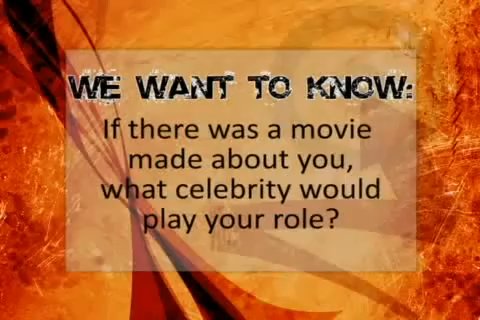 WE WANT TO KNOW:
If there was a movie
made about you,
what celebrity would
play your role?